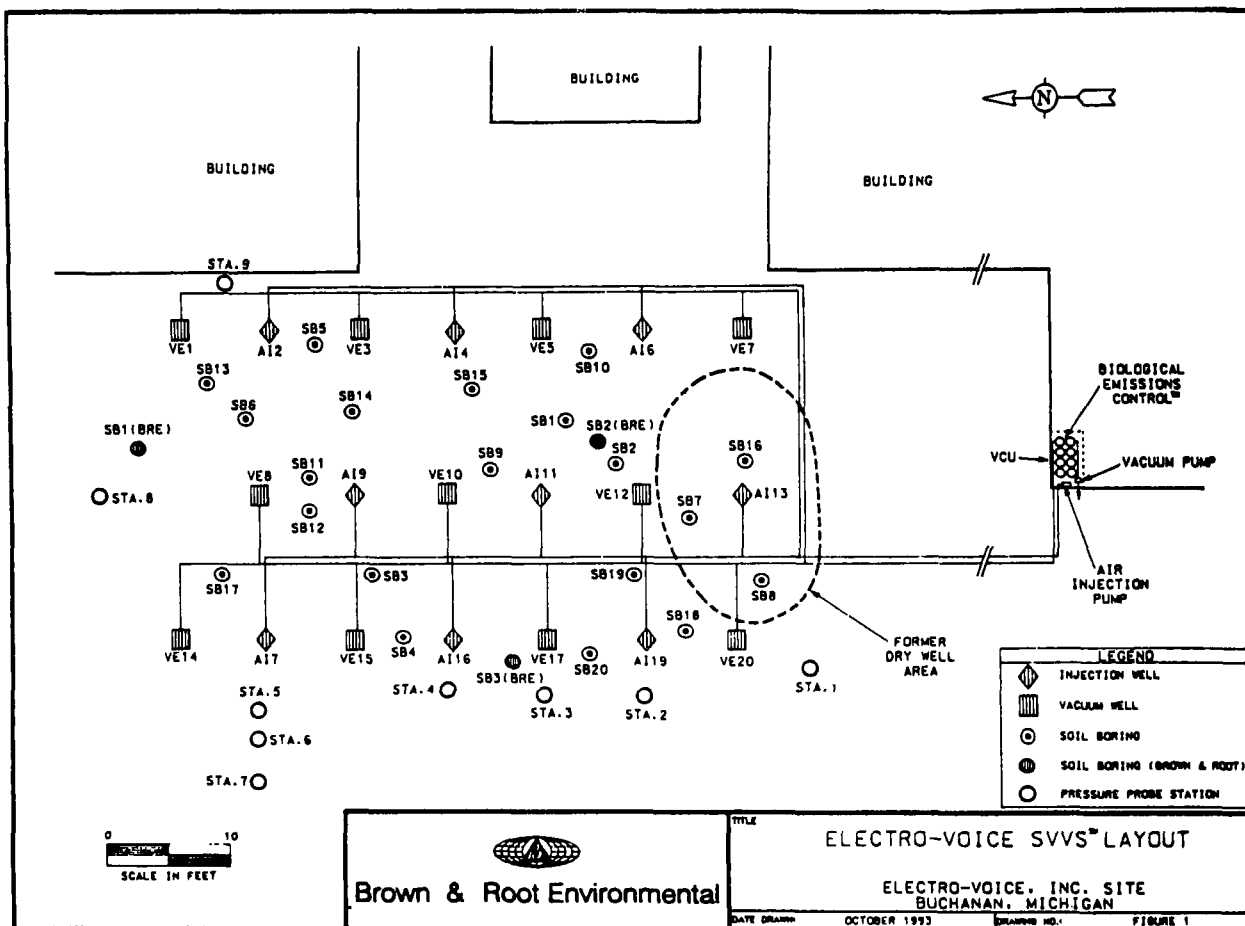 BUILDING
BUILDING
BUILDING
N
STA.9
VE1
AI2
SB5
VE3
AI4
VE5
SB10
AI6
VE7
SB13
SB6
SB14
SB15
SB1
SB2(BRE)
SB2
SB16
SB1(BRE)
STA.8
VE8
SB11
SB12
AI9
VE10
SB9
AI11
VE12
SB7
AI13
BIOLOGICAL
EMISSIONS
CONTROL™
VCU
VACUUM PUMP
AIR
INJECTION
PUMP
SB17
SB3
SB19
SB8
VE14
AI7
VE15
SB4
AI16
SB3(BRE)
VE17
SB20
AI19
SB18
VE20
FORMER
DRY WELL
AREA
STA.5
STA.4
STA.3
STA.2
STA.1
STA.6
STA.7
LEGEND
INJECTION WELL
VACUUM WELL
SOIL BORING
SOIL BORING (BROWN & ROOT)
PRESSURE PROBE STATION
0 10
SCALE IN FEET
Brown & Root Environmental
TITLE
ELECTRO-VOICE SVVS™ LAYOUT
ELECTRO-VOICE, INC. SITE
BUCHANAN, MICHIGAN
DATE DRAWN OCTOBER 1993 DRAWING NO.: FIGURE 1